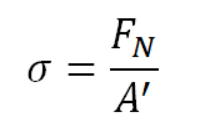 σ = F_N / A′